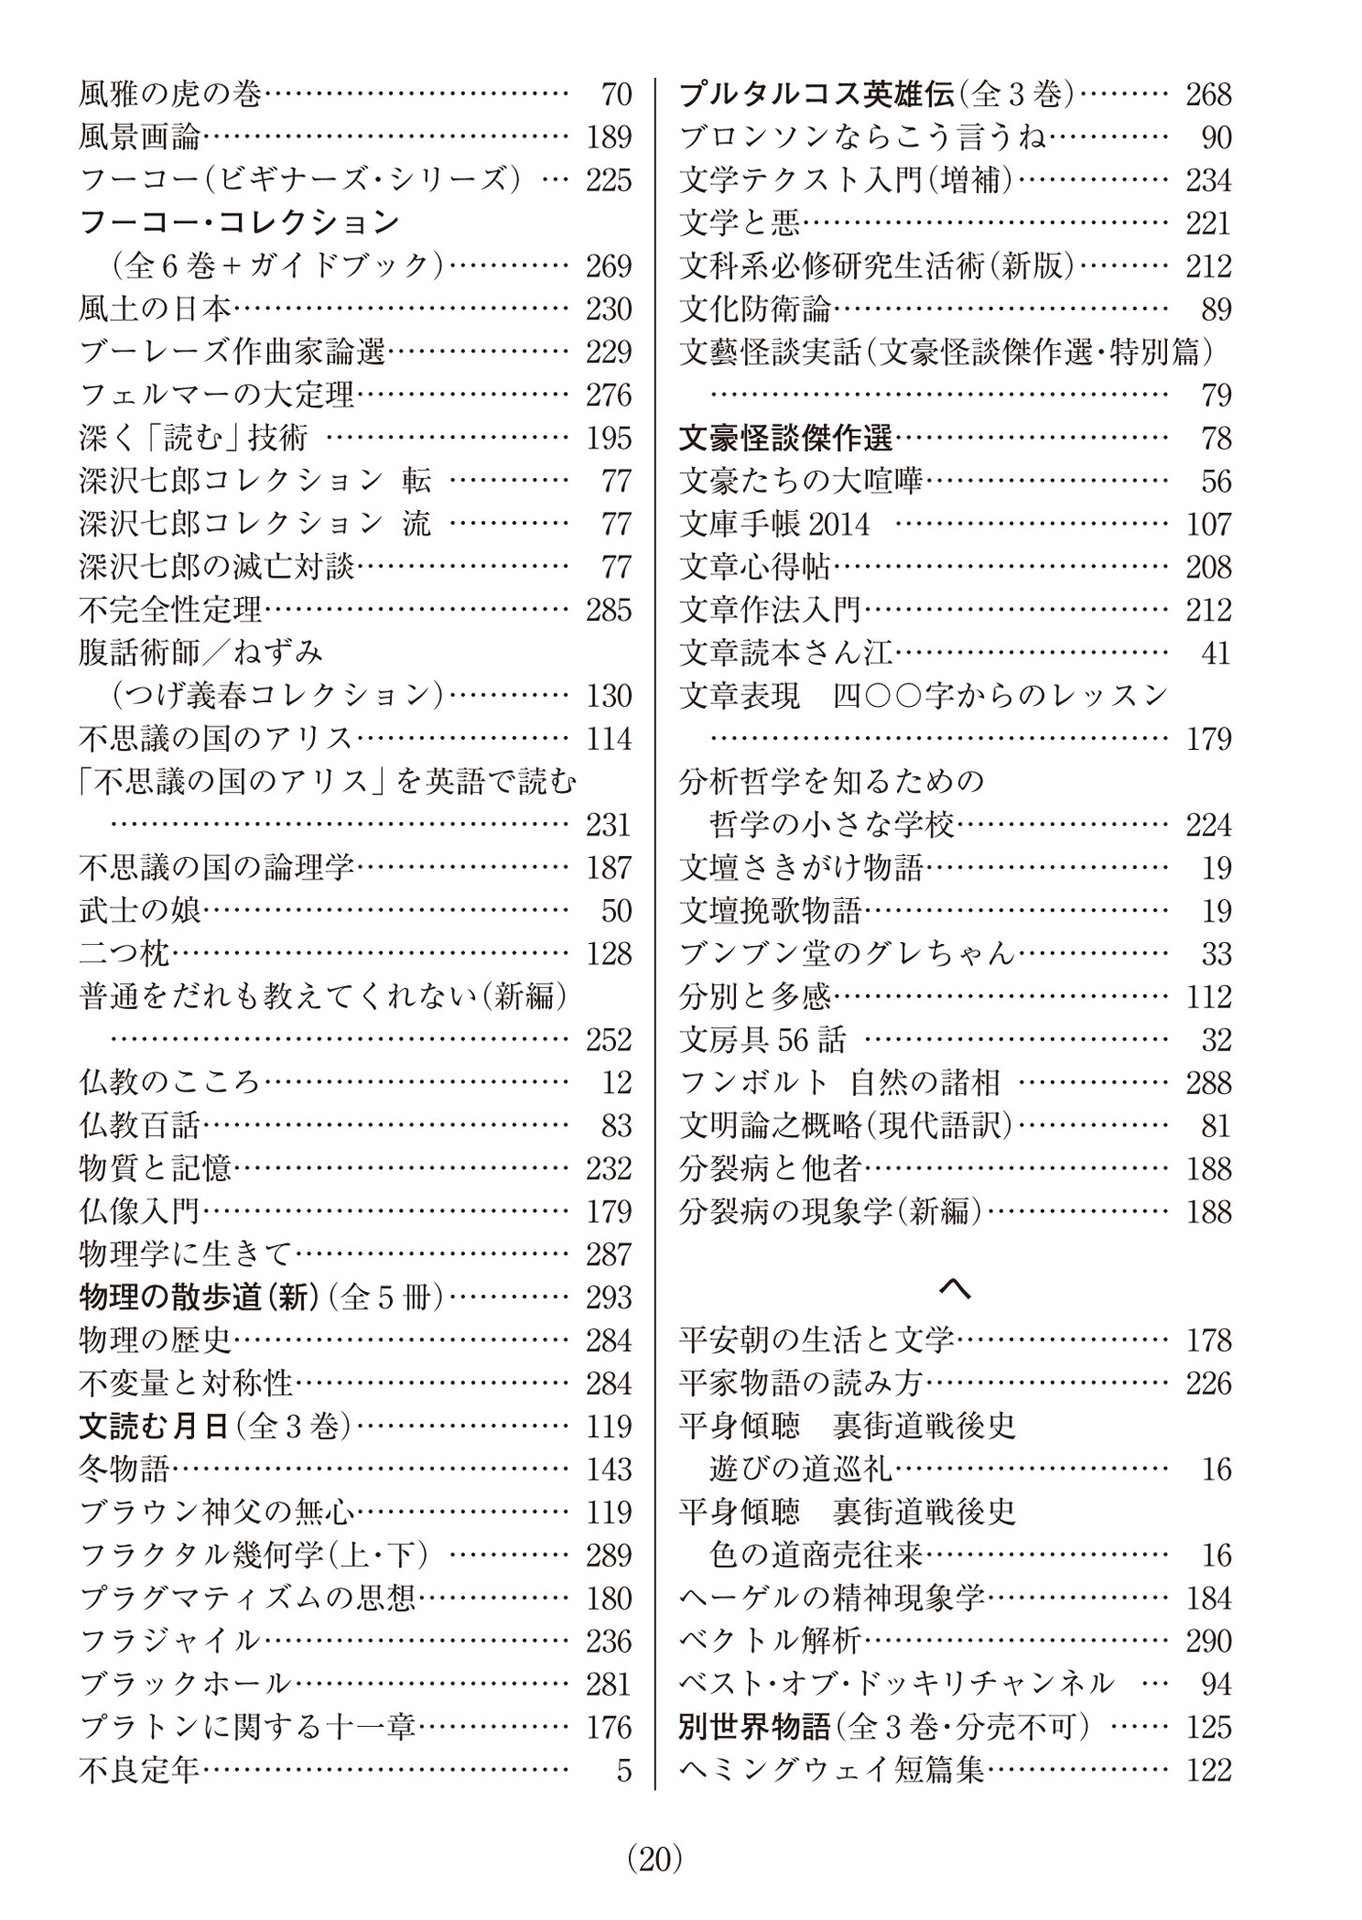 風雅の虎の巻…………………………… 70
風景画論……………………………… 189
フーコー(ビギナーズ・シリーズ) … 225
フーコー・コレクション
(全6巻+ガイドブック)………… 269
風土の日本…………………………… 230
ブーレーズ作曲家論選……………… 229
フェルマーの大定理………………… 276
深く「読む」技術 …………………… 195
深沢七郎コレクション 転 ………… 77
深沢七郎コレクション 流 ………… 77
深沢七郎の滅亡対談………………… 77
不完全性定理………………………… 285
腹話術師/ねずみ
(つげ義春コレクション)………… 130
不思議の国のアリス………………… 114
「不思議の国のアリス」を英語で読む
……………………………………… 231
不思議の国の論理学………………… 187
武士の娘……………………………… 50
二つ枕………………………………… 128
普通をだれも教えてくれない(新編)
……………………………………… 252
仏教のこころ………………………… 12
仏教百話……………………………… 83
物質と記憶…………………………… 232
仏像入門……………………………… 179
物理学に生きて……………………… 287
物理の散歩道(新)(全5冊)………… 293
物理の歴史…………………………… 284
不変量と対称性……………………… 284
文読む月日(全3巻)………………… 119
冬物語………………………………… 143
ブラウン神父の無心………………… 119
フラクタル幾何学(上・下) ………… 289
プラグマティズムの思想…………… 180
フラジャイル………………………… 236
ブラックホール……………………… 281
プラトンに関する十一章…………… 176
不良定年……………………………… 5
プルタルコス英雄伝(全3巻)……… 268
ブロンソンならこう言うね………… 90
文学テクスト入門(増補)…………… 234
文学と悪……………………………… 221
文科系必修研究生活術(新版)……… 212
文化防衛論…………………………… 89
文藝怪談実話(文豪怪談傑作選・特別篇)
……………………………………… 79
文豪怪談傑作選……………………… 78
文豪たちの大喧嘩…………………… 56
文庫手帳2014 ……………………… 107
文章心得帖…………………………… 208
文章作法入門………………………… 212
文章読本さん江……………………… 41
文章表現 四〇〇字からのレッスン
……………………………………… 179
分析哲学を知るための
哲学の小さな学校………………… 224
文壇さきがけ物語…………………… 19
文壇挽歌物語………………………… 19
ブンブン堂のグレちゃん…………… 33
分別と多感…………………………… 112
文房具56話 ………………………… 32
フンボルト 自然の諸相 …………… 288
文明論之概略(現代語訳)…………… 81
分裂病と他者………………………… 188
分裂病の現象学(新編)……………… 188
へ
平安朝の生活と文学………………… 178
平家物語の読み方…………………… 226
平身傾聴 裏街道戦後史
遊びの道巡礼……………………… 16
平身傾聴 裏街道戦後史
色の道商売往来…………………… 16
ヘーゲルの精神現象学……………… 184
ベクトル解析………………………… 290
ベスト・オブ・ドッキリチャンネル … 94
別世界物語(全3巻・分売不可) …… 125
ヘミングウェイ短篇集……………… 122
(20)